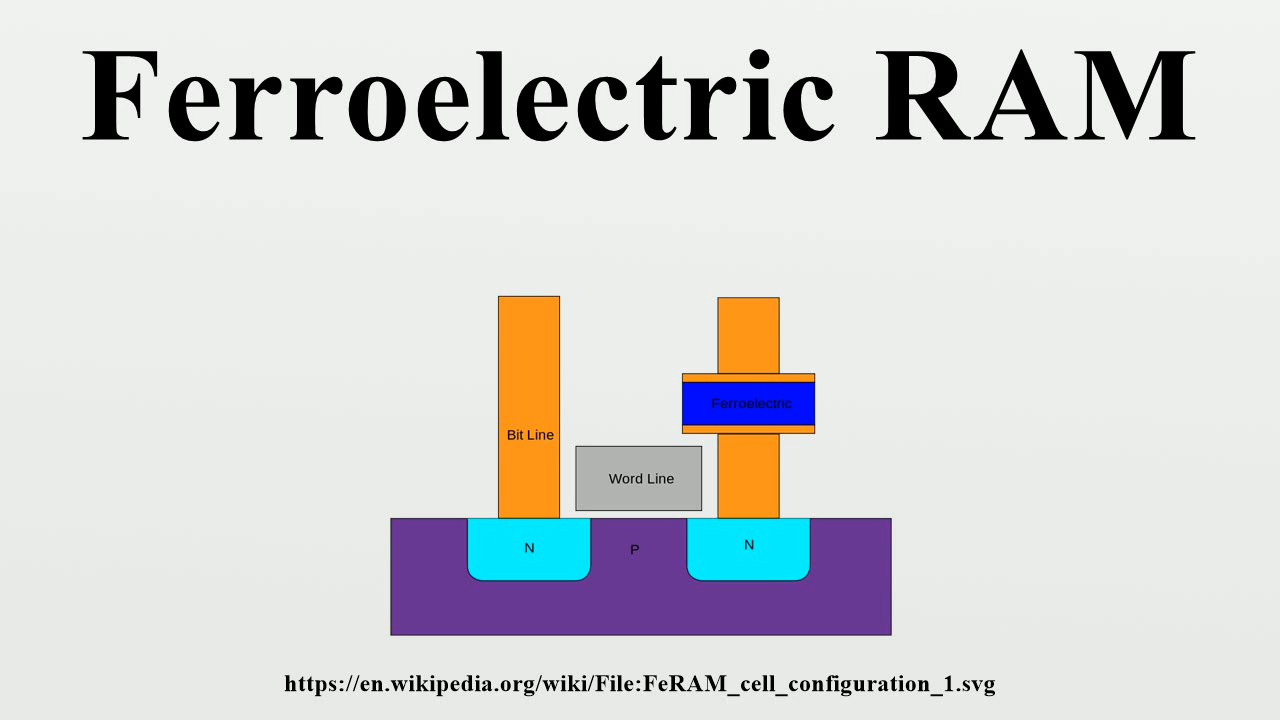 Ferroelectric RAM
Ferroelectric
Bit Line
Word Line
N
P
N
https://en.wikipedia.org/wiki/File:FeRAM_cell_configuration_1.svg